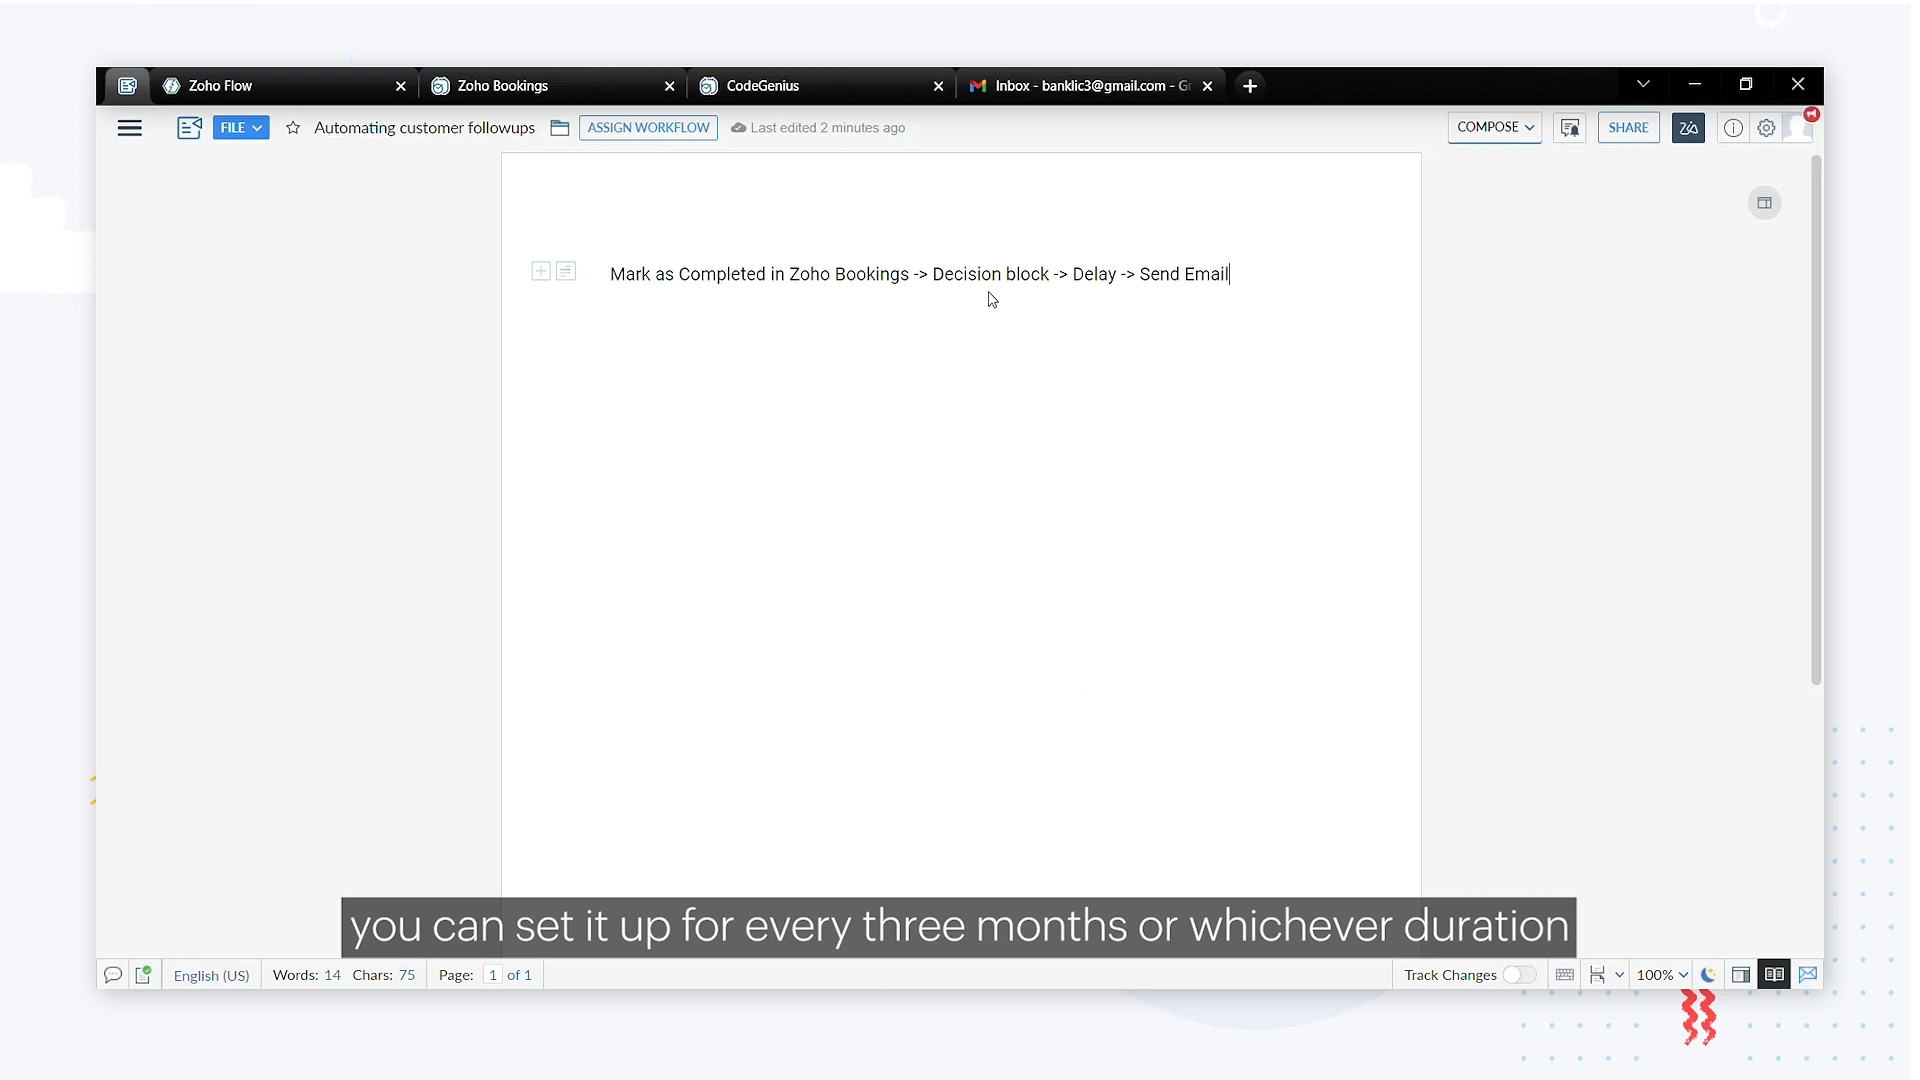 Zoho Flow
Zoho Bookings
CodeGenius
Inbox - banklic3@gmail.com - Gr
FILE
Automating customer followups
ASSIGN WORKFLOW
Last edited 2 minutes ago
COMPOSE
SHARE
Mark as Completed in Zoho Bookings -> Decision block -> Delay -> Send Email
you can set it up for every three months or whichever duration
English (US)
Words: 14 Chars: 75
Page: 1 of 1
Track Changes
100%